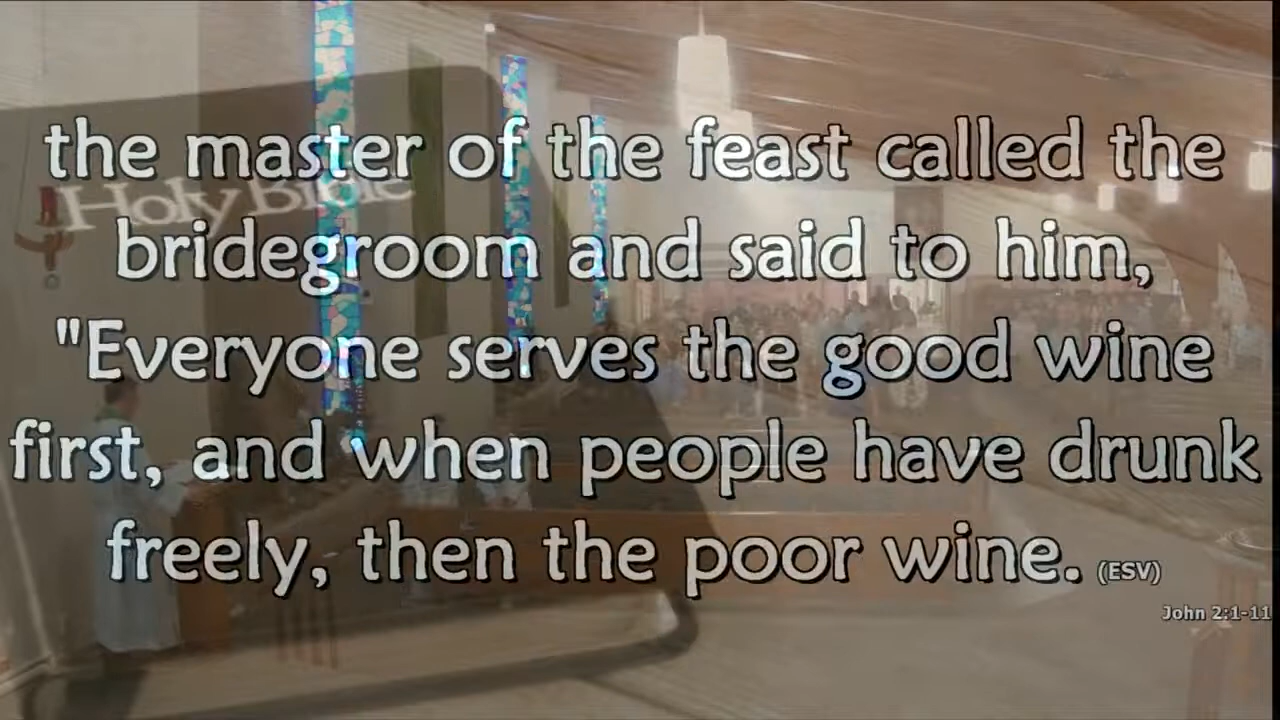 the master of the feast called the
Holy Bible
bridegroom and said to him,
"Everyone serves the good wine
first, and when people have drunk
freely, then the poor wine. (ESV)
John 2:1-11